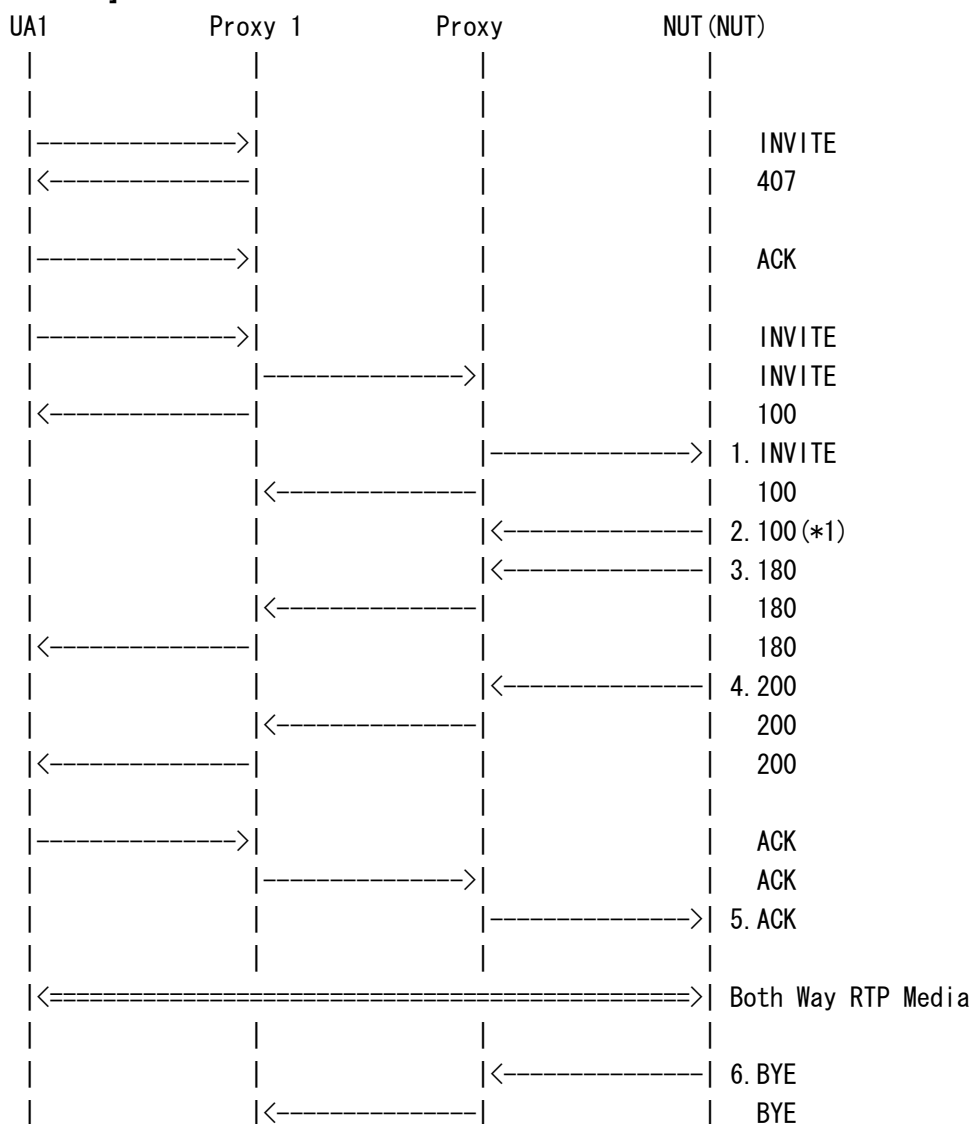 UA1 Proxy 1 Proxy NUT(NUT)
INVITE
407
ACK
INVITE
INVITE
100
1. INVITE
100
2. 100(*1)
3. 180
180
180
4. 200
200
200
ACK
ACK
5. ACK
Both Way RTP Media
6. BYE
BYE